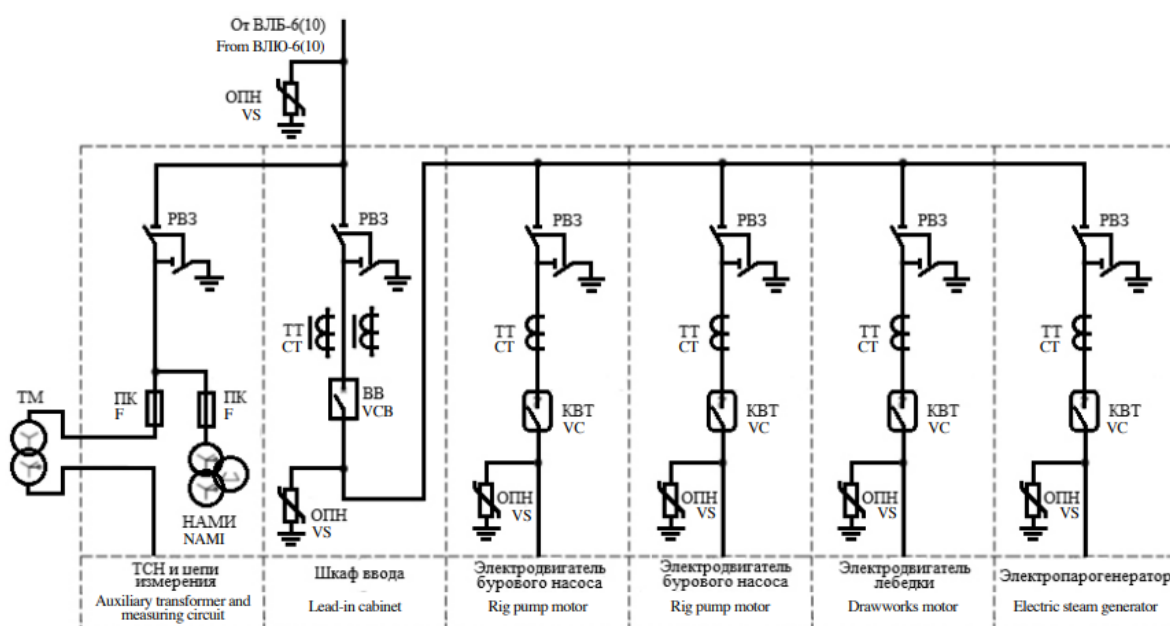 От ВЛБ-6(10)
From ВЛЮ-6(10)
ОПН
VS
РВЗ
РВЗ
РВЗ
РВЗ
РВЗ
РВЗ
ТТ
СТ
ТТ
СТ
ТТ
СТ
ТТ
СТ
ТТ
СТ
ТМ
ПК
F
ПК
F
ВВ
VCB
КВТ
VC
КВТ
VC
КВТ
VC
КВТ
VC
НАМИ
NAMI
ОПН
VS
ОПН
VS
ОПН
VS
ОПН
VS
ОПН
VS
ТСН и цепи
измерения
Auxiliary transformer and
measuring circuit
Шкаф ввода
Lead-in cabinet
Электродвигатель
бурового насоса
Rig pump motor
Электродвигатель
бурового насоса
Rig pump motor
Электродвигатель
лебедки
Drawworks motor
Электропарогенератор
Electric steam generator